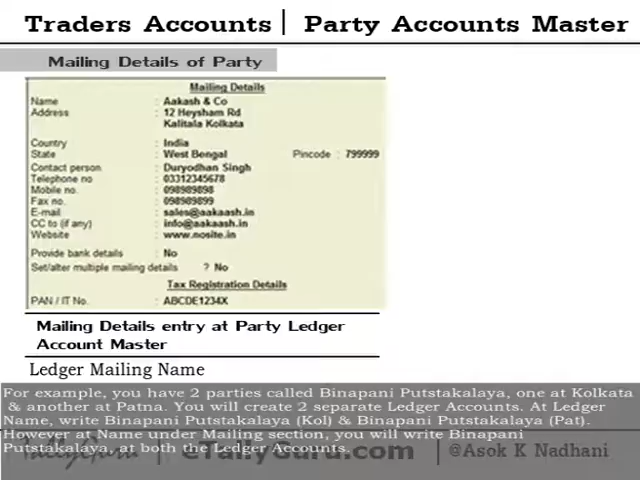 Traders Accounts| Party Accounts Master
Mailing Details of Party
Mailing Details
Name : Aakash & Co
Address : 12 Heysham Rd
Kalitala Kolkata
Country : India
State : West Bengal Pincode : 799999
Contact person : Duryodhan Singh
Telephone no : 03312345678
Mobile no. : 098989898
Fax no. : 098989899
E-mail : sales@aakaash.in
CC to (if any) : info@aakaash.in
Website : www.nosite.in
Provide bank details : No
Set/alter multiple mailing details ? No
Tax Registration Details
PAN / IT No. : ABCDE1234X
Mailing Details entry at Party Ledger
Account Master
Ledger Mailing Name
For example, you have 2 parties called Binapani Putstakalaya, one at Kolkata
& another at Patna. You will create 2 separate Ledger Accounts. At Ledger
Name, write Binapani Putstakalaya (Kol) & Binapani Putstakalaya (Pat).
However at Name under Mailing section, you will write Binapani
Putstakalaya, at both the Ledger Accounts.
TallyGuru | eTallyGuru.com | @Asok K Nadhani